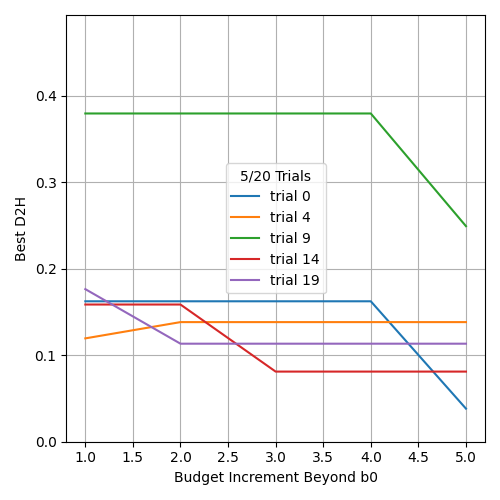 0.4
0.3
0.2
0.1
0.0
Best D2H
5/20 Trials
trial 0
trial 4
trial 9
trial 14
trial 19
1.0 1.5 2.0 2.5 3.0 3.5 4.0 4.5 5.0
Budget Increment Beyond b0